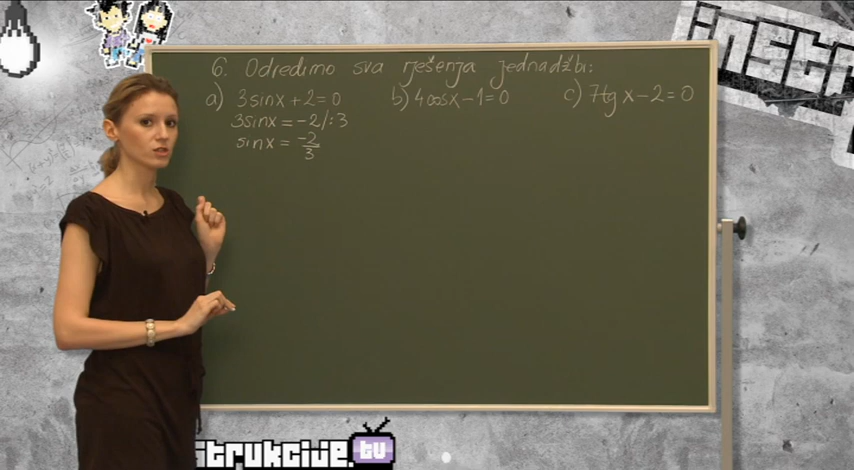 6. Odredimo sva rješenja jednadžbi:
a) 3sinx+2=0 b) 4cosx-1=0 c) 7tg x-2=0
3sinx=-2/:3
sinx = -2/3
strukcije.tv